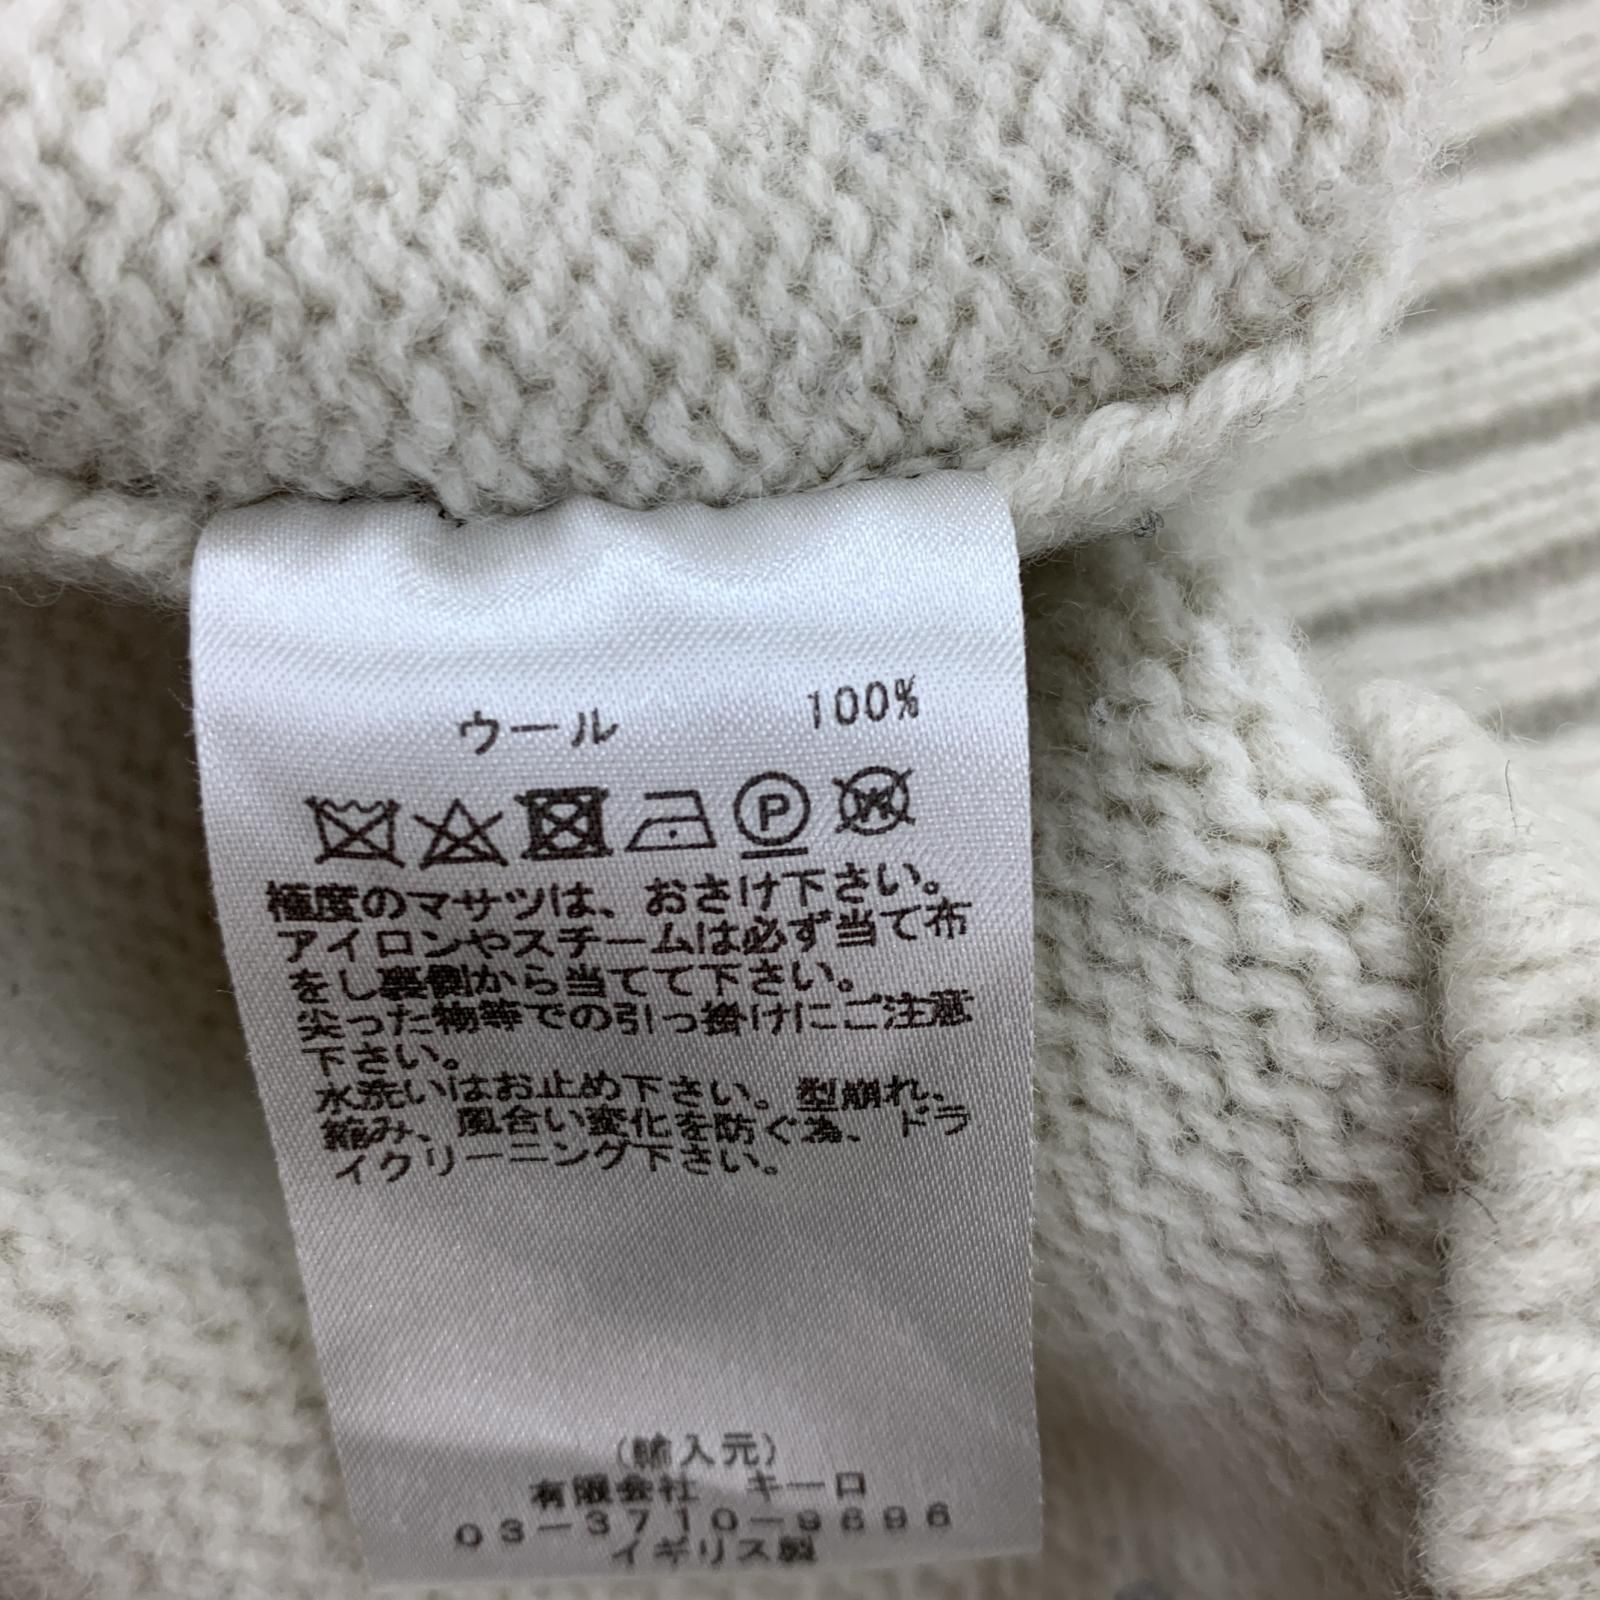 ウール 100%
P W
極度のマサツは、おさけ下さい。
アイロンやスチームは必ず当て布
をし裏側から当てて下さい。
尖った物等での引っ掛けにご注意
下さい。
水洗いはお止め下さい。型崩れ、
縮み、風合い変化を防ぐ為、ドラ
イクリーニング下さい。
(輸入元)
有限会社 キーロ
03-3710-9696
イギリス製